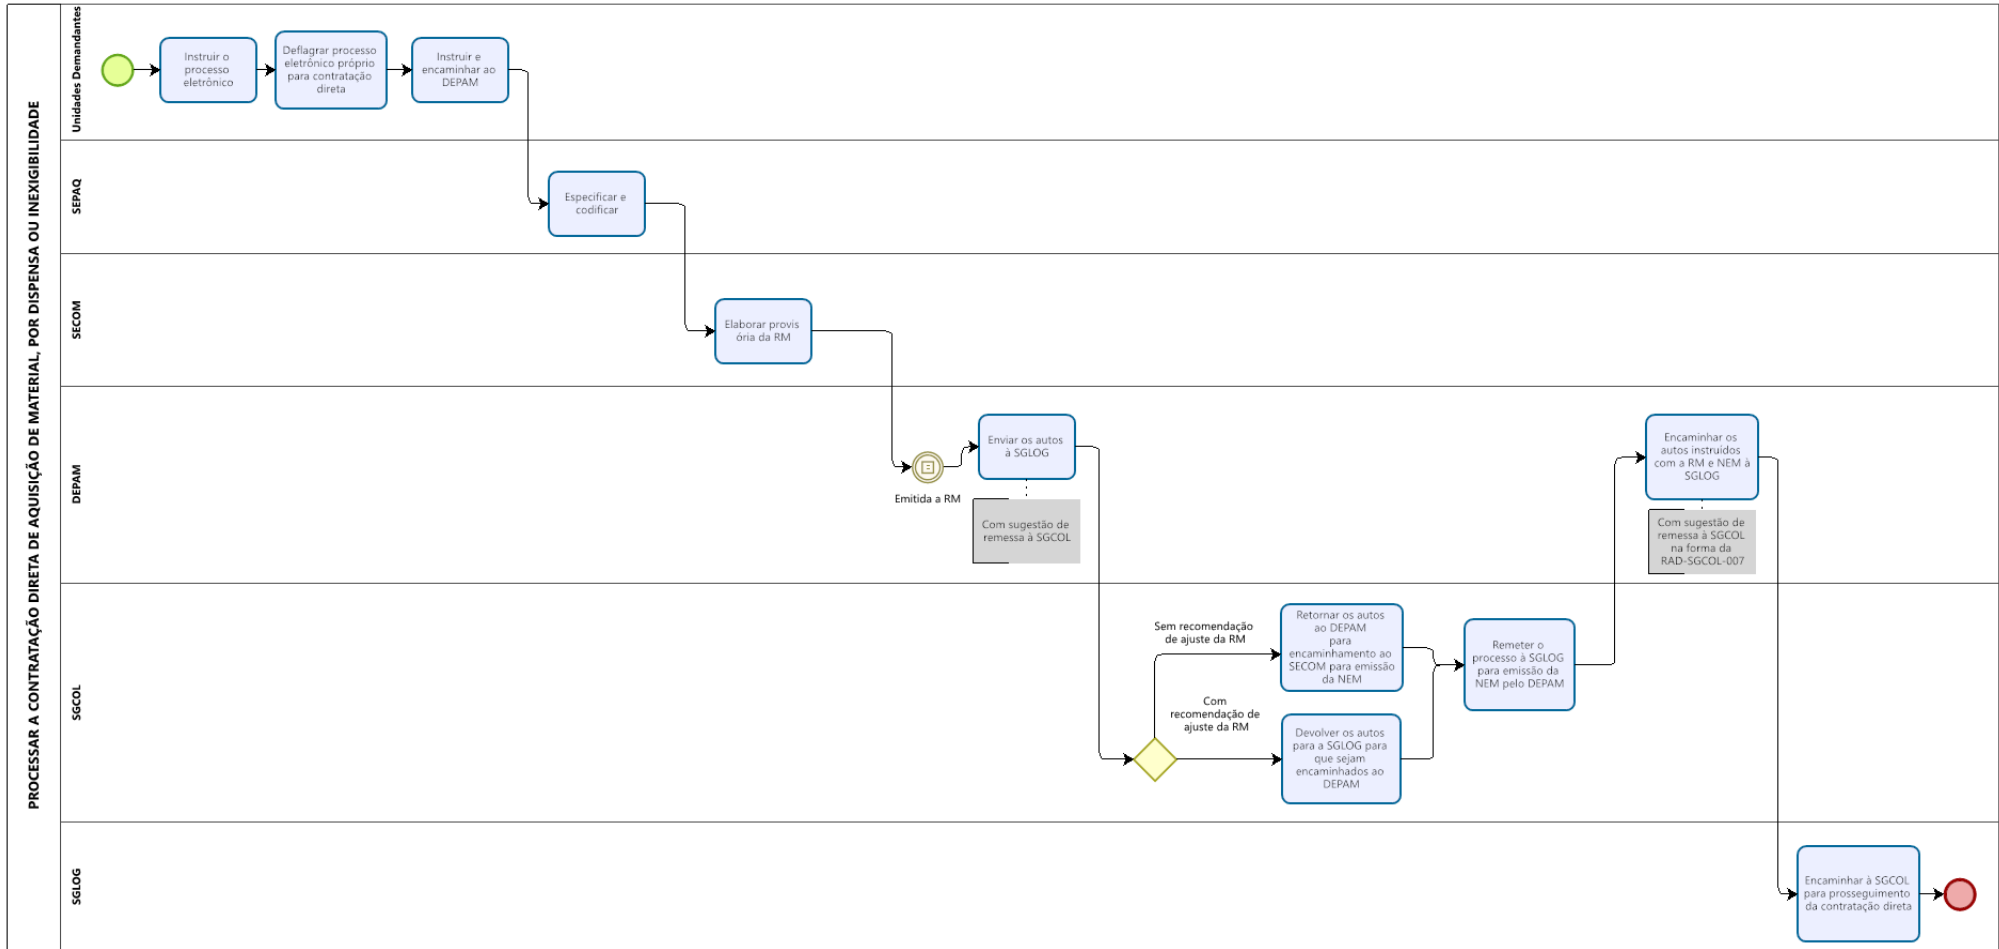 PROCESSAR A CONTRATAÇÃO DIRETA DE AQUISIÇÃO DE MATERIAL, POR DISPENSA OU INEXIGIBILIDADE
Unidades Demandantes
Instruir o
processo
eletrônico
Deflagrar processo
eletrônico próprio
para contratação
direta
Instruir e
encaminhar ao
DEPAM
SEPAQ
Especificar e
codificar
SECOM
Elaborar provis
ória da RM
DEPAM
Emitida a RM
Enviar os autos
à SGLOG
Com sugestão de
remessa à SGCOL
Encaminhar os
autos instruídos
com a RM e NEM à
SGLOG
Com sugestão de
remessa à SGCOL
na forma da
RAD-SGCOL-007
SGCOL
Sem recomendação
de ajuste da RM
Com
recomendação de
ajuste da RM
Retornar os autos
ao DEPAM
para
encaminhamento ao
SECOM para emissão
da NEM
Devolver os autos
para a SGLOG para
que sejam
encaminhados ao
DEPAM
Remeter o
processo à SGLOG
para emissão da
NEM pelo DEPAM
SGLOG
Encaminhar à SGCOL
para prosseguimento
da contratação direta